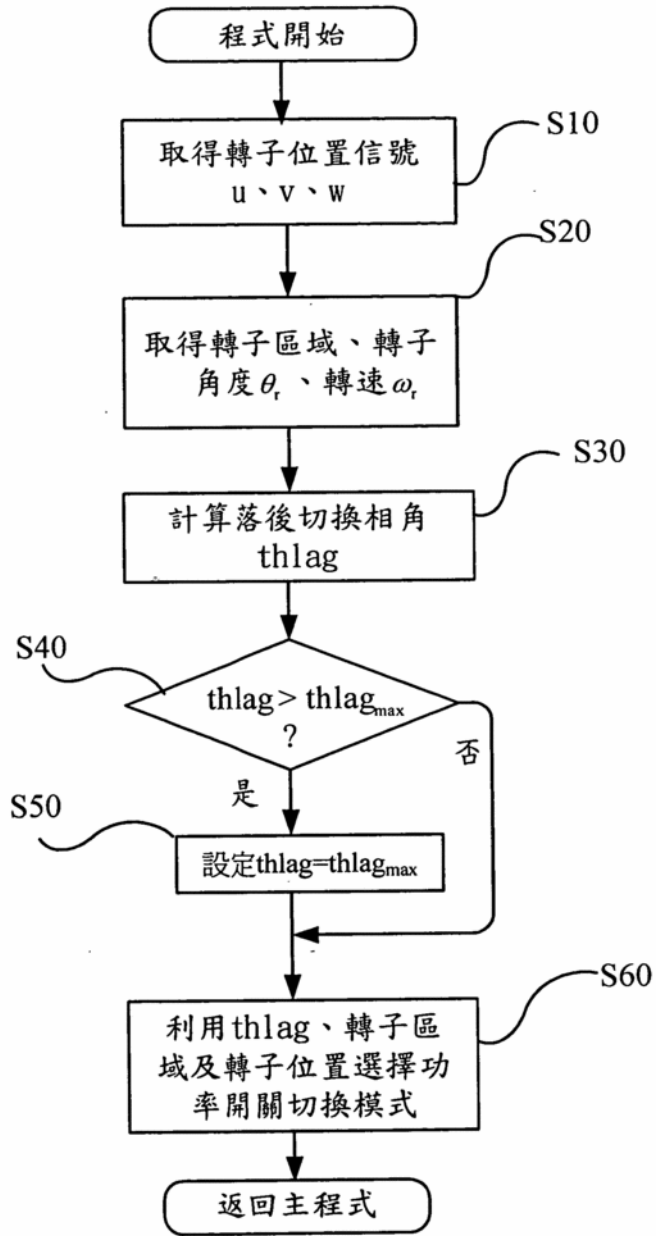 程式開始
S10
取得轉子位置信號
u、v、w
S20
取得轉子區域、轉子
角度θr、轉速ωr
S30
計算落後切換相角
thlag
S40
thlag > thlagmax
?
否
是
S50
設定thlag=thlagmax
S60
利用thlag、轉子區
域及轉子位置選擇功
率開關切換模式
返回主程式